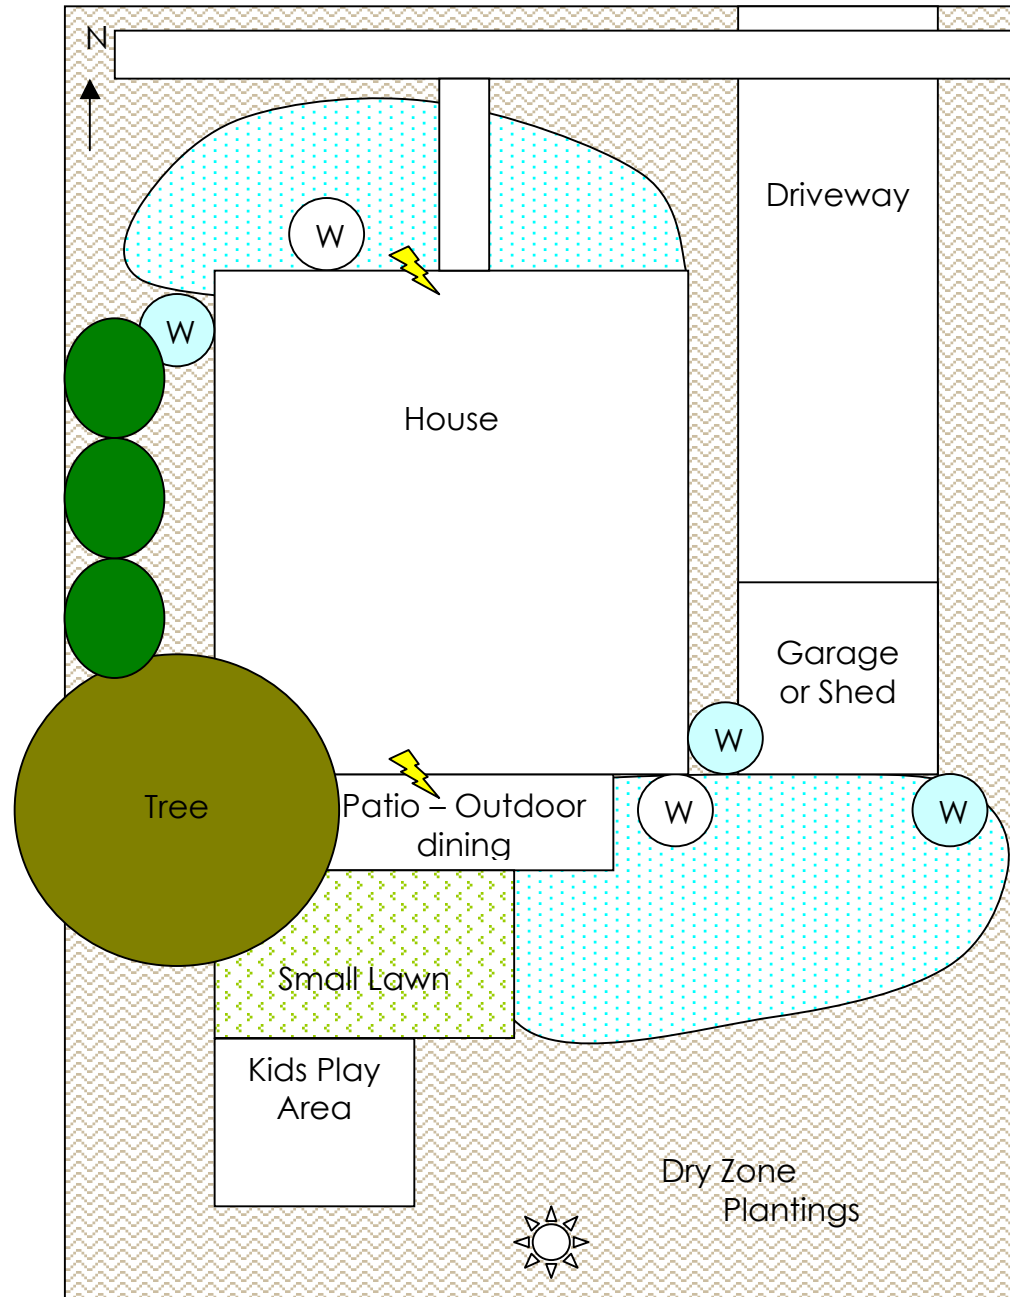 N
Driveway
W
W
House
Garage
or Shed
W
Tree
Patio – Outdoor
dining
W
W
Small Lawn
Kids Play
Area
Dry Zone
Plantings